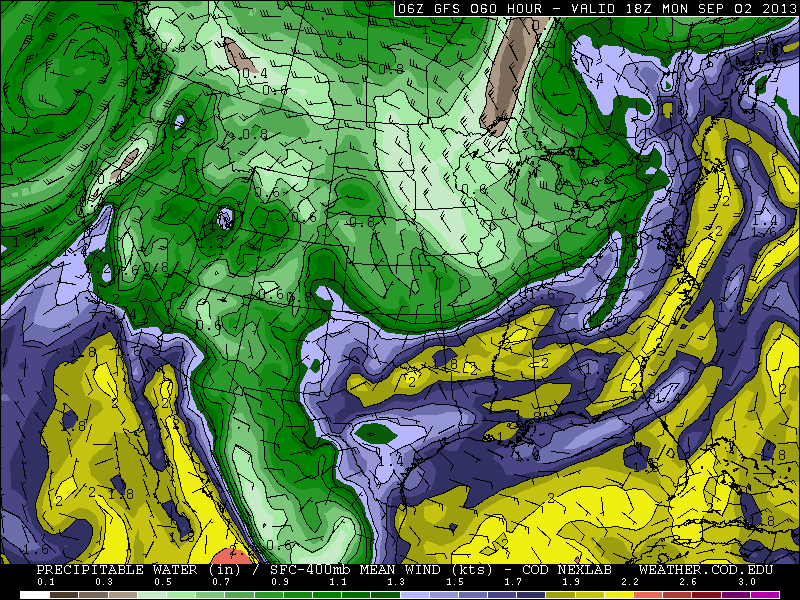 06Z GFS 060 HOUR - VALID 18Z MON SEP 02 2013
PRECIPITABLE WATER (in) / SFC-400mb MEAN WIND (kts) - COD NEXLAB WEATHER.COD.EDU
0.1 0.3 0.5 0.7 0.9 1.1 1.3 1.5 1.7 1.9 2.2 2.6 3.0